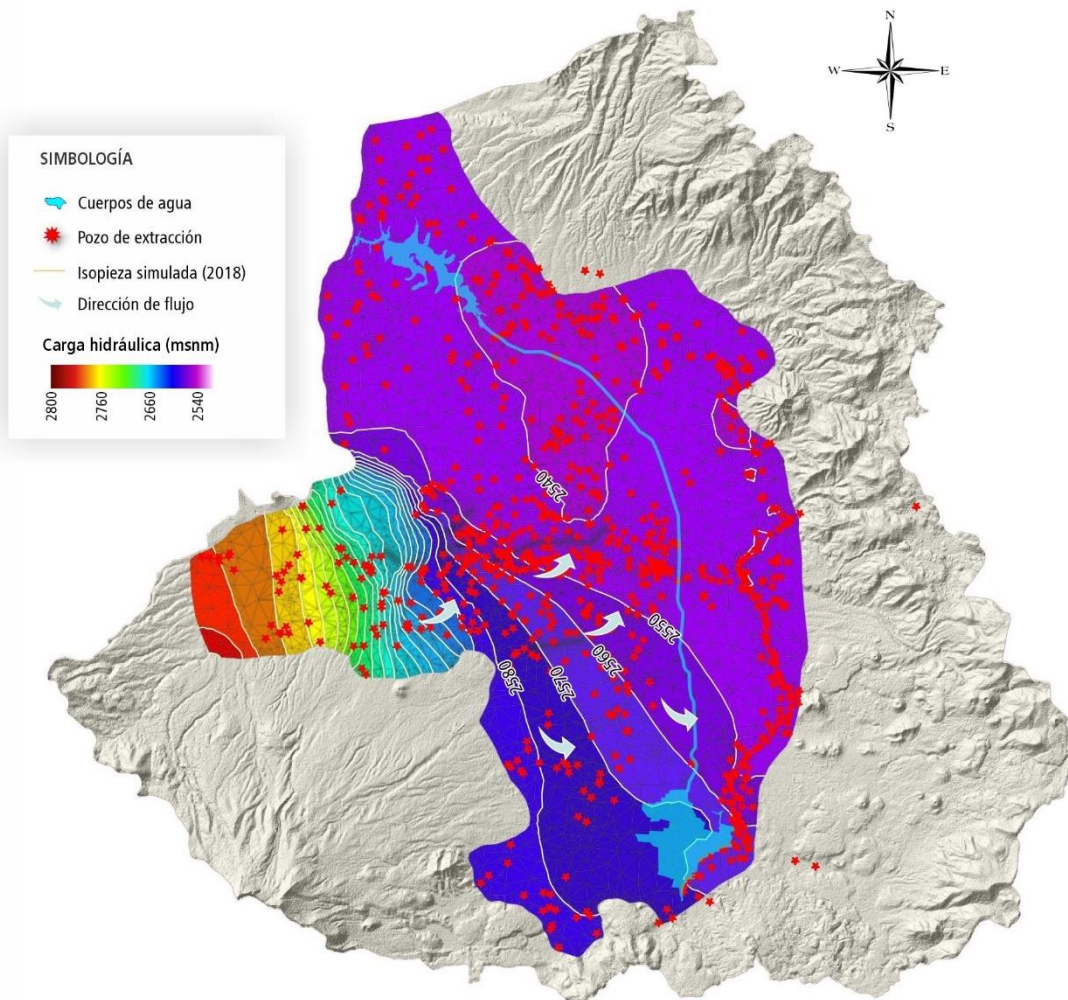 N
W E
S
SIMBOLOGÍA
Cuerpos de agua
Pozo de extracción
Isopieza simulada (2018)
Dirección de flujo
Carga hidráulica (msnm)
2800 2760 2660 2540
2540
2550
2560
2570
2580